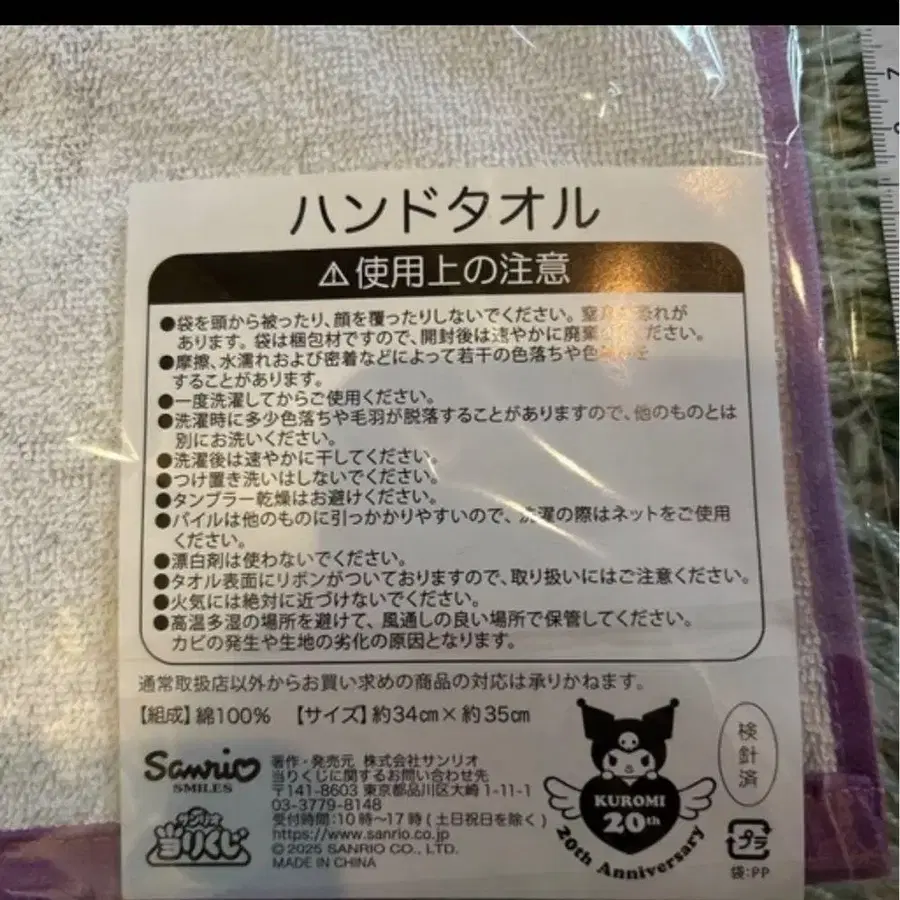 ハンドタオル
⚠使用上の注意
●袋を頭から被ったり、顔を覆ったりしないでください。窒息の恐れが
あります。袋は梱包材ですので、開封後は速やかに廃棄ください。
●摩擦、水濡れおよび密着などによって若干の色落ちや
することがあります。
●一度洗濯してからご使用ください。
●洗濯時に多少色落ちや毛羽が脱落することがありますので、他のものとは
別にお洗いください。
●洗濯後は速やかに干してください。
●つけ置き洗いはしないでください。
●タンブラー乾燥はお避けください。
●パイルは他のものに引っかかりやすいので、洗濯の際はネットをご使用
ください。
●漂白剤は使わないでください。
●タオル表面にリボンがついておりますので、取り扱いにはご注意ください。
●火気には絶対に近づけないでください。
●高温多湿の場所を避けて、風通しの良い場所で保管してください。
カビの発生や生地の劣化の原因となります。
通常取扱店以外からお買い求めの商品の対応は承りかねます。
【組成】綿100% 【サイズ】約34cm×約35cm
Sanrio
SMILES
サンリオ
当りくじ
著作・発売元 株式会社サンリオ
当りくじに関するお問い合わせ先
〒141-8603 東京都品川区大崎1-11-1
03-3779-8148
受付時間:10時〜17時(土日祝日を除く)
https://www.sanrio.co.jp
©2025 SANRIO CO., LTD.
MADE IN CHINA
KUROMI
20th
20th Anniversary
検針済
プラ
袋:PP